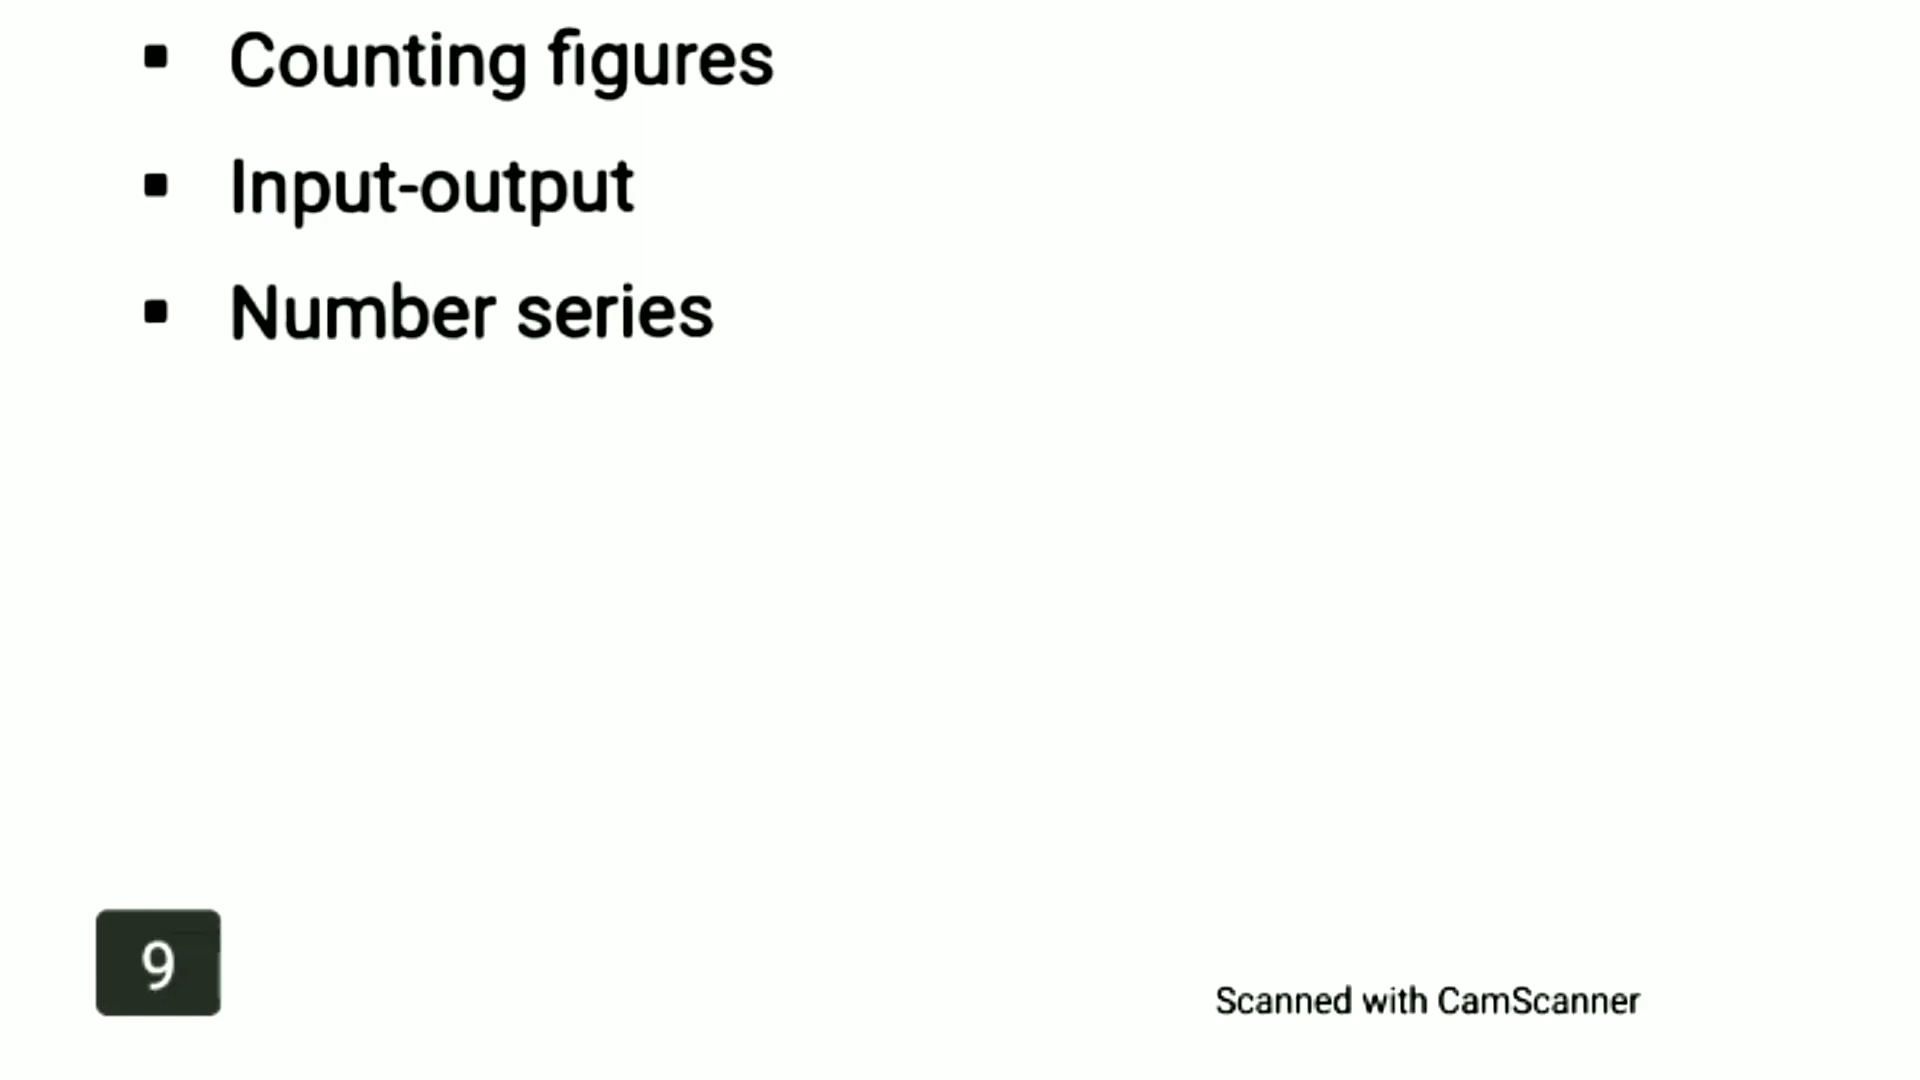 ▪ Counting figures
▪ Input-output
▪ Number series
9
Scanned with CamScanner